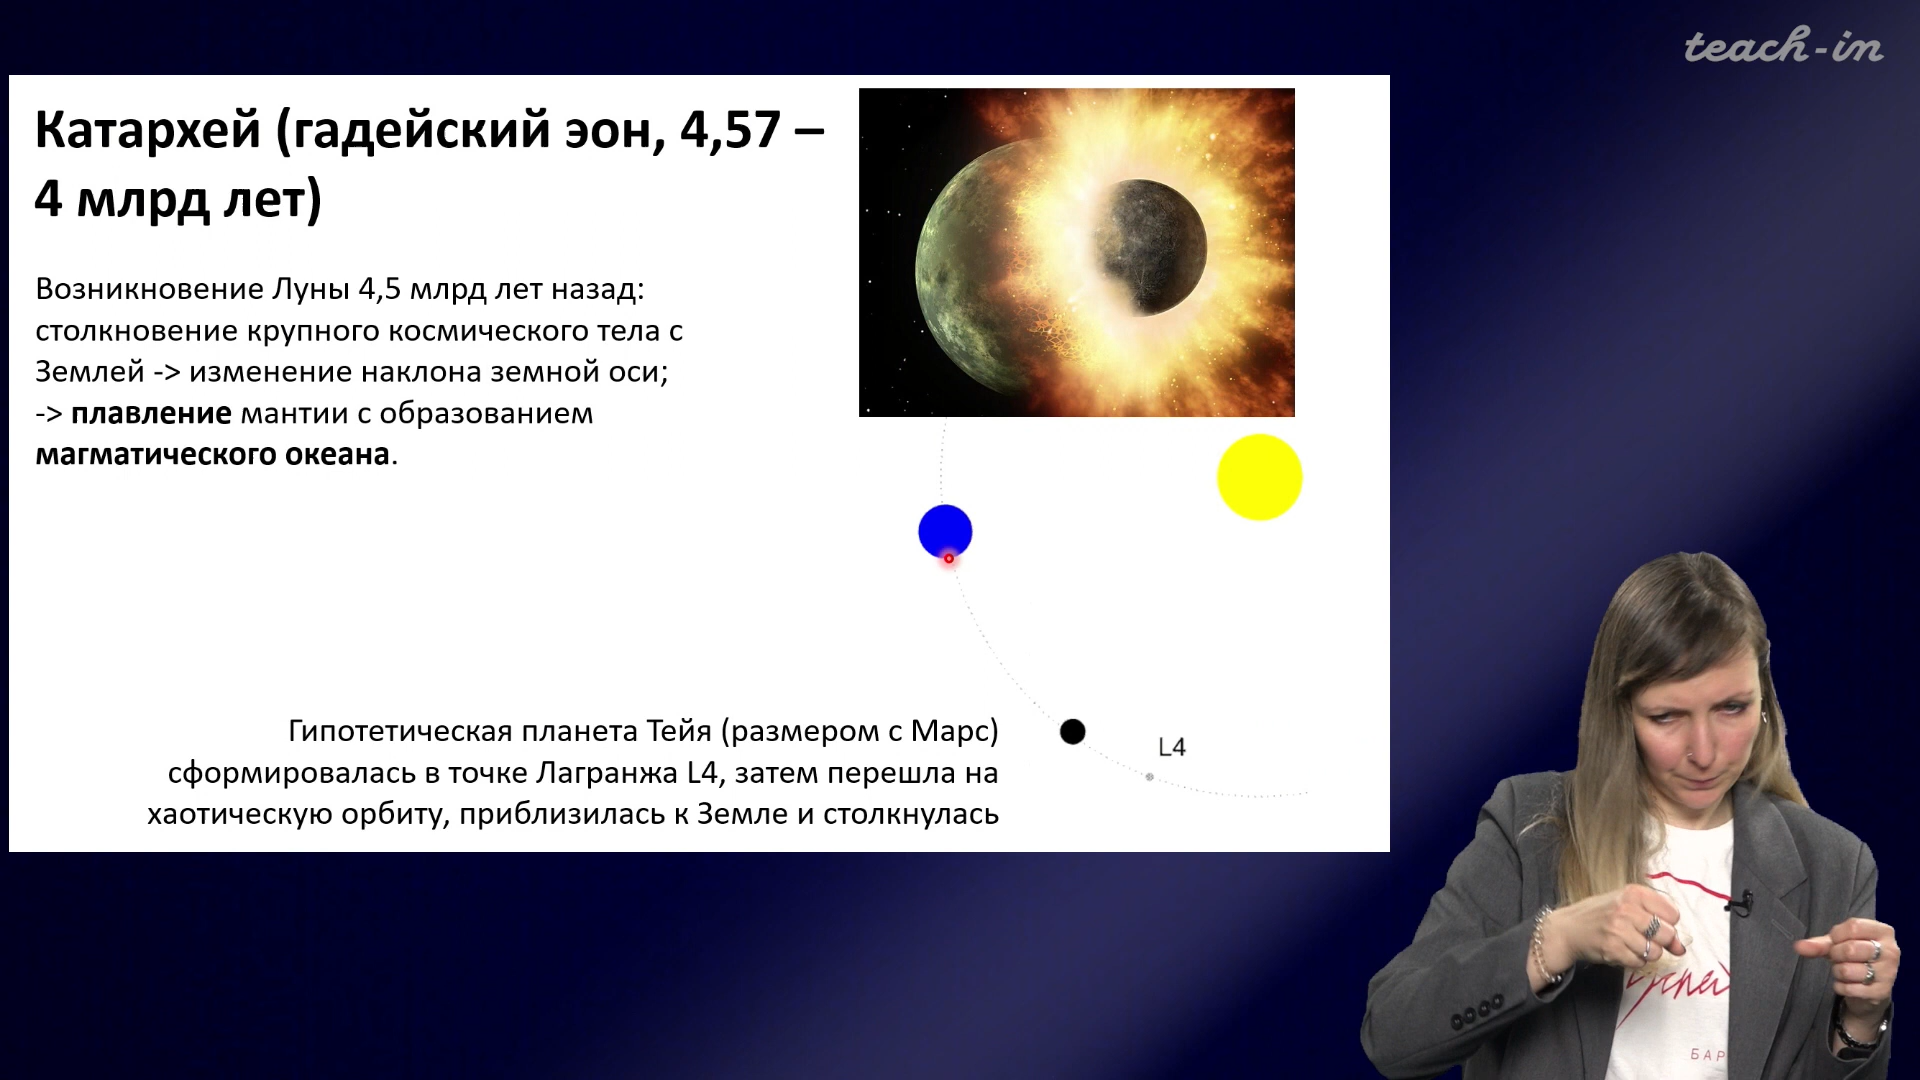 teach-in
Катархей (гадейский эон, 4,57 –
4 млрд лет)
Возникновение Луны 4,5 млрд лет назад:
столкновение крупного космического тела с
Землей -> изменение наклона земной оси;
-> плавление мантии с образованием
магматического океана.
L4
Гипотетическая планета Тейя (размером с Марс)
сформировалась в точке Лагранжа L4, затем перешла на
хаотическую орбиту, приблизилась к Земле и столкнулась
БАР